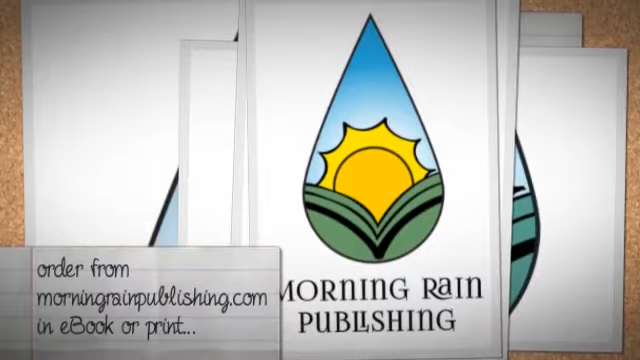 MORNING RAIN
PUBLISHING
order from
morningrainpublishing.com
in eBook or print...